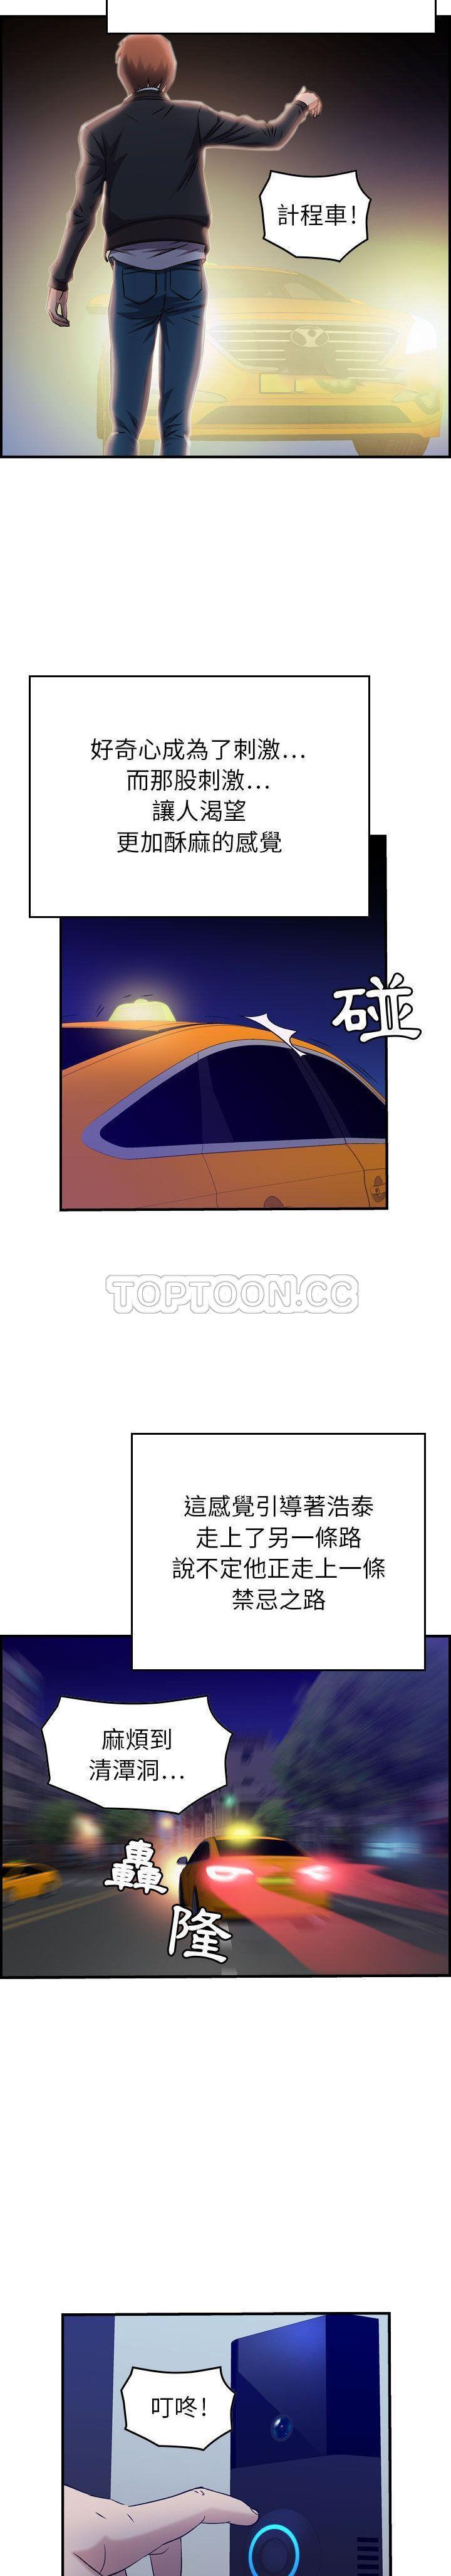 計程車!
好奇心成為了刺激...
而那股刺激...
讓人渴望
更加酥麻的感覺
碰
TOPTOON.CC
這感覺引導著浩泰
走上了另一條路
說不定他正走上一條
禁忌之路
麻煩到
清潭洞...
轟
隆
叮咚!